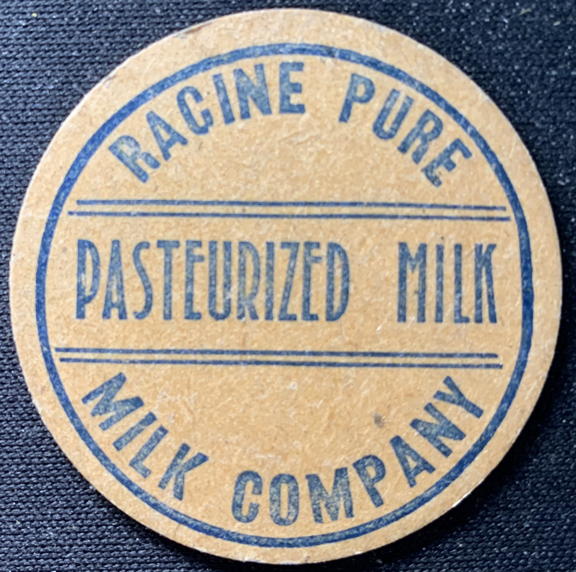 RACINE PURE
PASTEURIZED MILK
MILK COMPANY